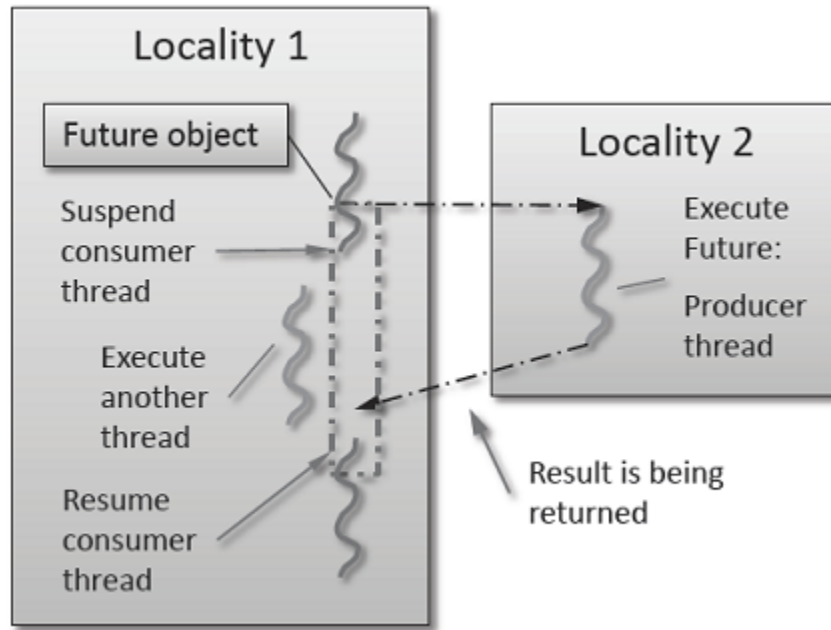 Locality 1
Future object
Suspend
consumer
thread
Execute
another
thread
Resume
consumer
thread
Locality 2
Execute
Future:
Producer
thread
Result is being
returned